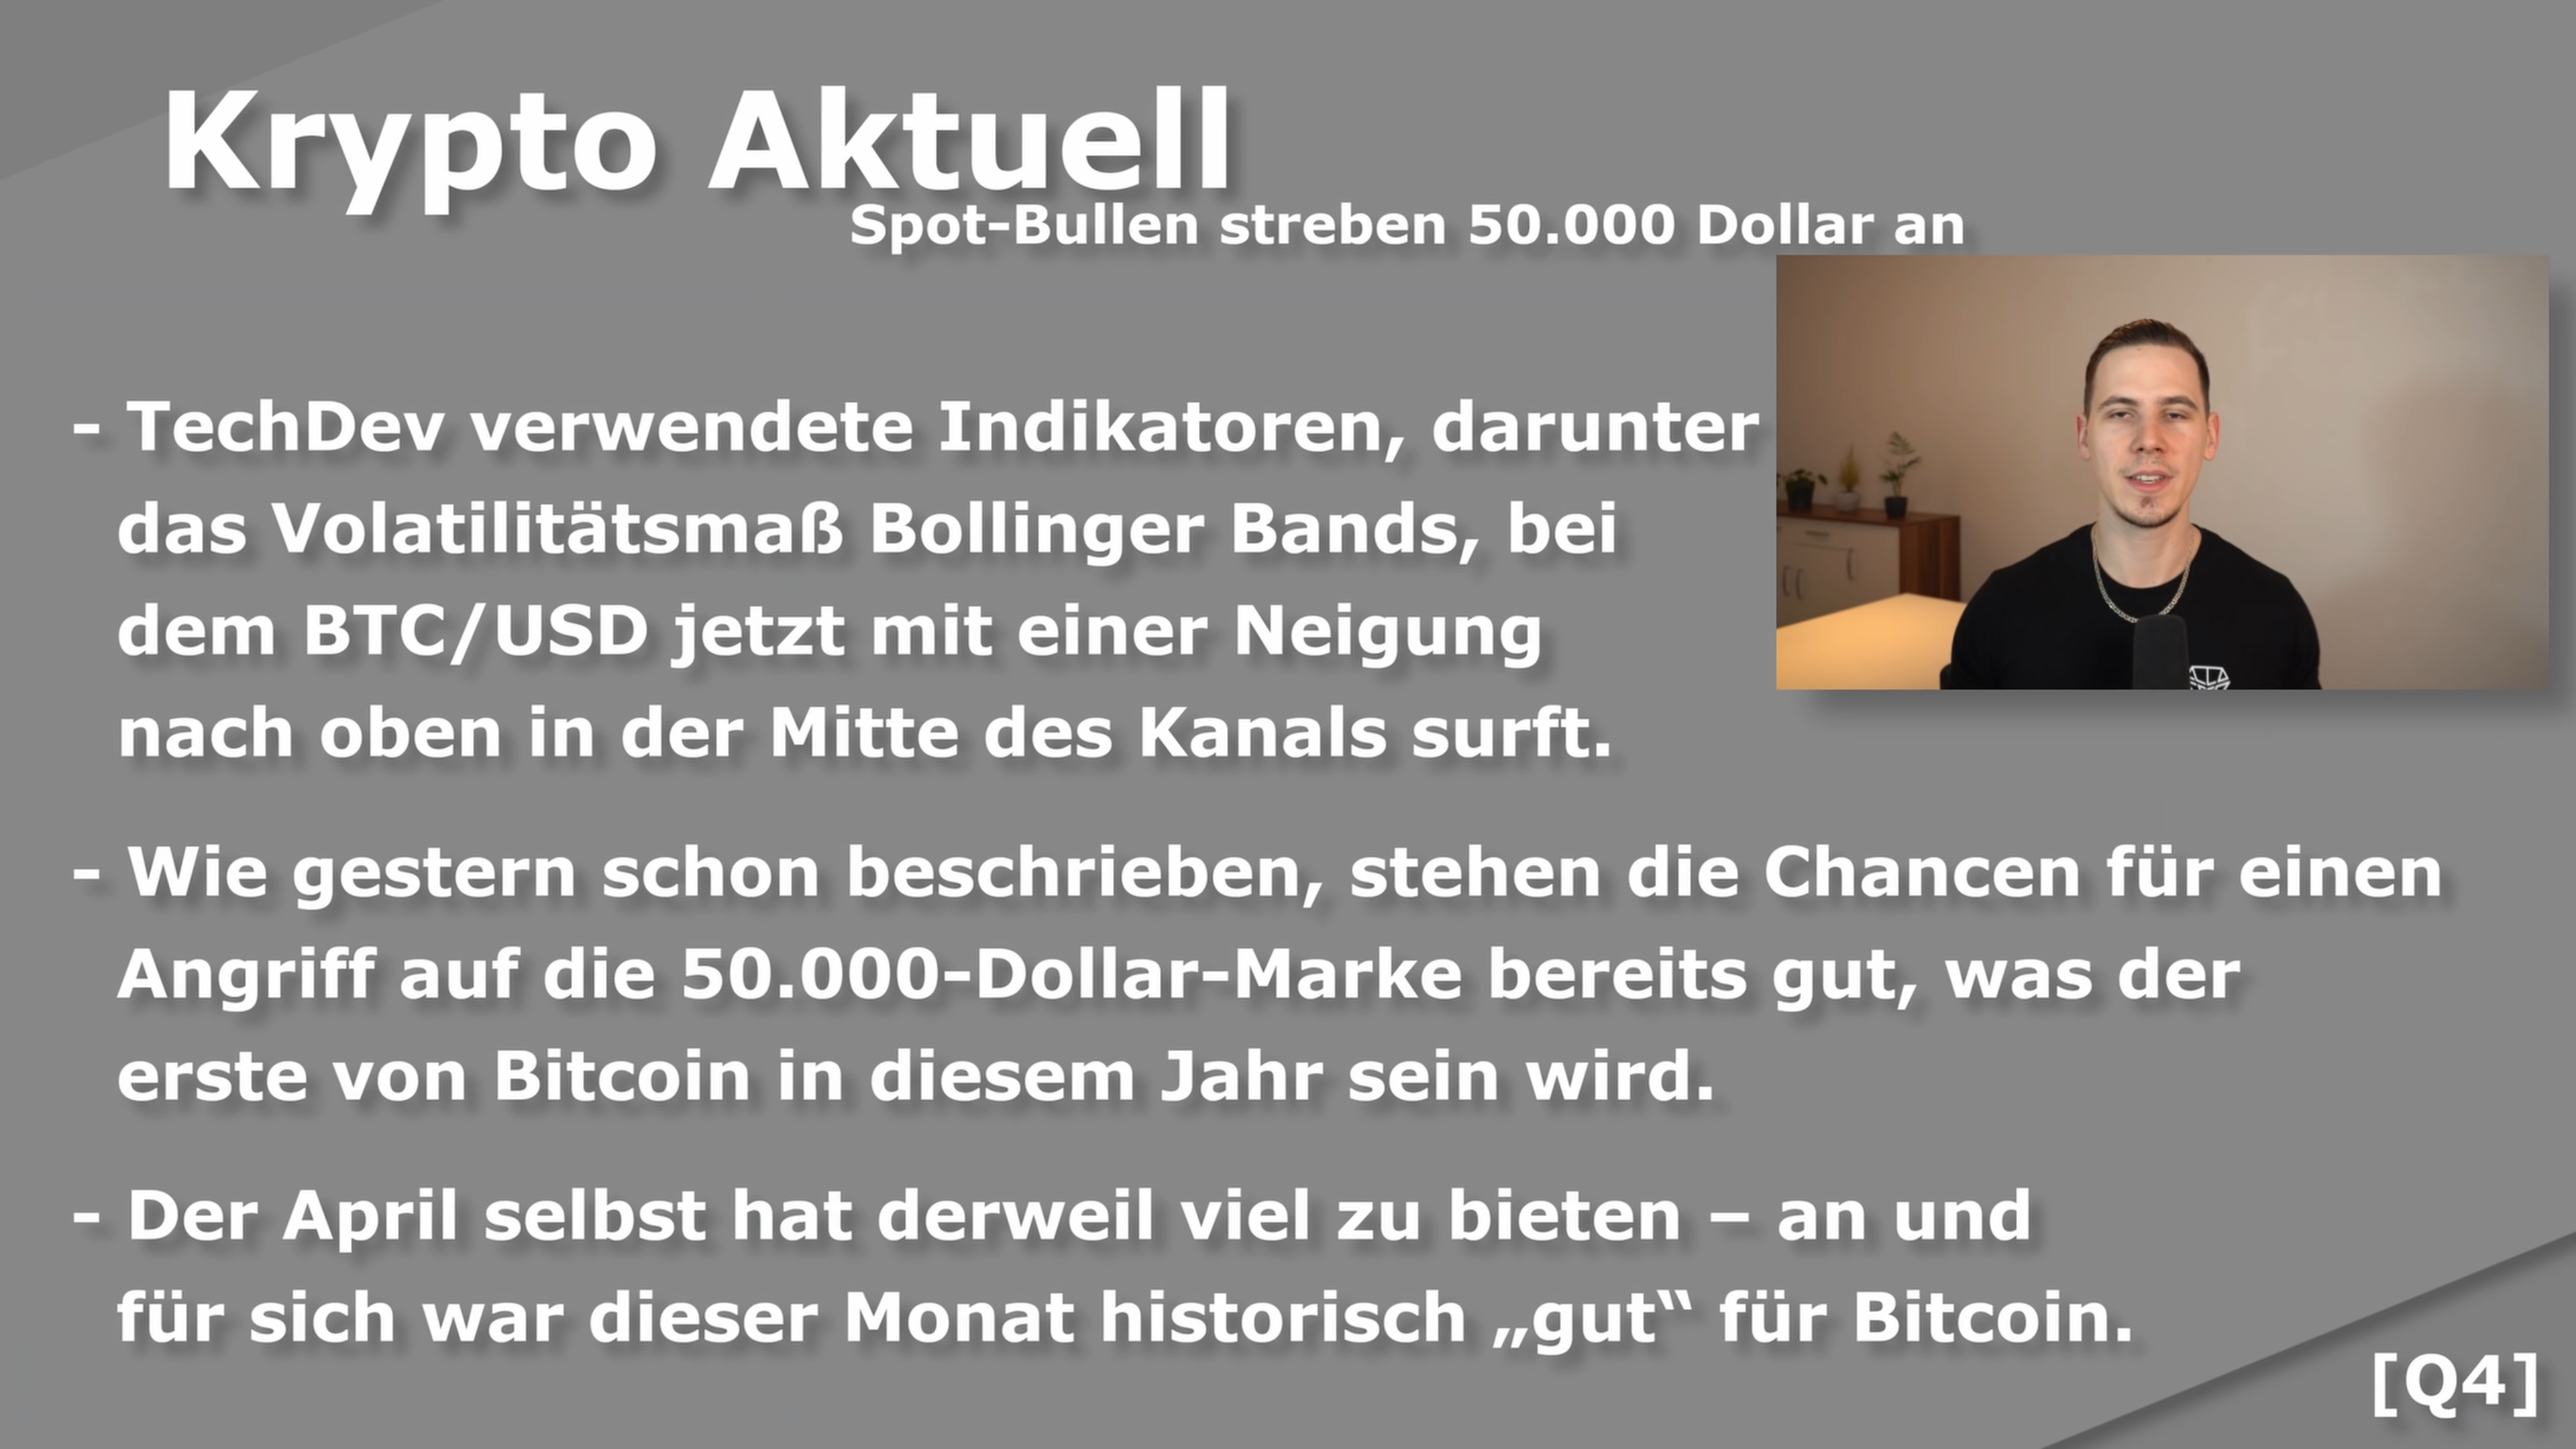 Krypto Aktuell
Spot-Bullen streben 50.000 Dollar an
- TechDev verwendete Indikatoren, darunter
das Volatilitätsmaß Bollinger Bands, bei
dem BTC/USD jetzt mit einer Neigung
nach oben in der Mitte des Kanals surft.
- Wie gestern schon beschrieben, stehen die Chancen für einen
Angriff auf die 50.000-Dollar-Marke bereits gut, was der
erste von Bitcoin in diesem Jahr sein wird.
- Der April selbst hat derweil viel zu bieten – an und
für sich war dieser Monat historisch „gut“ für Bitcoin.
[Q4]